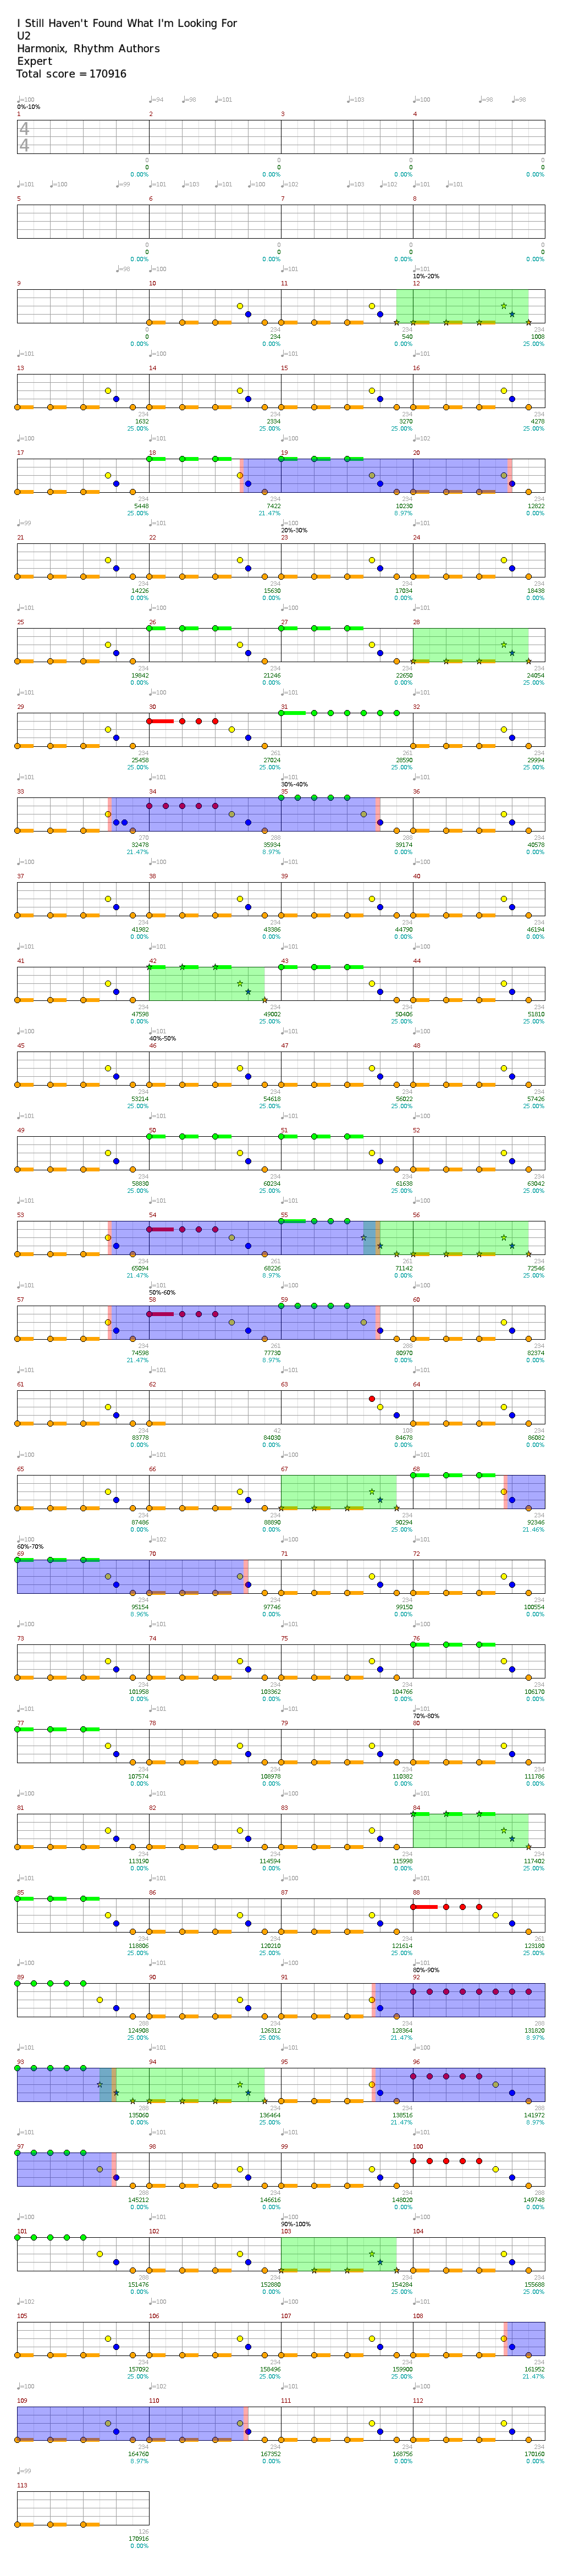 I Still Haven't Found What I'm Looking For
U2
Harmonix, Rhythm Authors
Expert
Total score = 170916
♩=100 ♩=94 ♩=98 ♩=101 ♩=103 ♩=100 ♩=98 ♩=98
0%-10%
1 2 3 4
4
4
0 0 0 0
0 0 0 0
0.00% 0.00% 0.00% 0.00%
♩=101 ♩=100 ♩=99 ♩=101 ♩=103 ♩=101 ♩=100 ♩=102 ♩=103 ♩=102 ♩=101 ♩=101
5 6 7 8
0 0 0 0
0 0 0 0
0.00% 0.00% 0.00% 0.00%
♩=98 ♩=100 ♩=101 ♩=101
10%-20%
9 10 11 12
0 234 234 234
0 234 540 1008
0.00% 0.00% 0.00% 25.00%
♩=101 ♩=101 ♩=101 ♩=101
13 14 15 16
234 234 234 234
1632 2334 3270 4278
25.00% 25.00% 25.00% 25.00%
♩=100 ♩=101 ♩=100 ♩=102
17 18 19 20
234 234 234 234
5448 7422 10230 12822
25.00% 21.47% 8.97% 0.00%
♩=99 ♩=101 ♩=100 ♩=101
20%-30%
21 22 23 24
234 234 234 234
14226 15630 17034 18438
0.00% 0.00% 0.00% 0.00%
♩=101 ♩=100 ♩=100 ♩=100
25 26 27 28
234 234 234 234
19842 21246 22650 24054
0.00% 0.00% 0.00% 25.00%
♩=101 ♩=100 ♩=101 ♩=101
29 30 31 32
234 261 261 234
25458 27024 28590 29994
25.00% 25.00% 25.00% 25.00%
♩=101 ♩=101 ♩=101 ♩=101
30%-40%
33 34 35 36
270 288 288 234
32478 35934 39174 40578
21.47% 8.97% 0.00% 0.00%
♩=100 ♩=100 ♩=100 ♩=100
37 38 39 40
234 234 234 234
41982 43386 44790 46194
0.00% 0.00% 0.00% 0.00%
♩=101 ♩=101 ♩=101 ♩=101
41 42 43 44
234 234 234 234
47598 49002 50406 51810
0.00% 25.00% 25.00% 25.00%
♩=100 ♩=101 ♩=101 ♩=100
40%-50%
45 46 47 48
234 234 234 234
53214 54618 56022 57426
25.00% 25.00% 25.00% 25.00%
♩=101 ♩=101 ♩=101 ♩=100
49 50 51 52
234 234 234 234
58830 60234 61638 63042
25.00% 25.00% 25.00% 25.00%
♩=100 ♩=101 ♩=101 ♩=100
53 54 55 56
234 261 261 234
65094 68226 71142 72546
21.47% 8.97% 0.00% 25.00%
♩=101 ♩=101 ♩=101 ♩=101
50%-60%
57 58 59 60
234 261 288 234
74598 77730 80970 82374
21.47% 8.97% 0.00% 0.00%
♩=101 ♩=101 ♩=101
61 62 63 64
234 42 108 234
83778 84030 84678 86082
0.00% 0.00% 0.00% 0.00%
♩=100 ♩=100 ♩=100 ♩=101
65 66 67 68
234 234 234 234
87486 88890 90294 92346
0.00% 0.00% 25.00% 21.46%
♩=100 ♩=102 ♩=101 ♩=100
60%-70%
69 70 71 72
234 234 234 234
95154 97746 99150 100554
8.96% 0.00% 0.00% 0.00%
♩=100 ♩=101 ♩=101 ♩=100
73 74 75 76
234 234 234 234
101958 103362 104766 106170
0.00% 0.00% 0.00% 0.00%
♩=101 ♩=101 ♩=101 ♩=101
70%-80%
77 78 79 80
234 234 234 234
107574 108978 110382 111786
0.00% 0.00% 0.00% 0.00%
♩=100 ♩=101 ♩=100 ♩=101
81 82 83 84
234 234 234 234
113190 114594 115998 117402
0.00% 0.00% 0.00% 25.00%
♩=101 ♩=101 ♩=101 ♩=101
85 86 87 88
234 234 234 261
118806 120210 121614 123180
25.00% 25.00% 25.00% 25.00%
♩=100 ♩=100 ♩=100 ♩=101
80%-90%
89 90 91 92
288 234 234 288
124908 126312 128364 131820
25.00% 25.00% 21.47% 8.97%
♩=101 ♩=101 ♩=101 ♩=100
93 94 95 96
288 234 234 288
135060 136464 138516 141972
0.00% 25.00% 21.47% 8.97%
♩=100 ♩=100 ♩=100 ♩=101
97 98 99 100
288 234 234 288
145212 146616 148020 149748
0.00% 0.00% 0.00% 0.00%
♩=100 ♩=101 ♩=100 ♩=101
90%-100%
101 102 103 104
288 234 234 234
151476 152880 154284 155688
0.00% 0.00% 25.00% 25.00%
♩=102 ♩=100 ♩=101 ♩=101
105 106 107 108
234 234 234 234
157092 158496 159900 161952
25.00% 25.00% 25.00% 21.47%
♩=100 ♩=102 ♩=101 ♩=100
109 110 111 112
234 234 234 234
164760 167352 168756 170160
8.97% 0.00% 0.00% 0.00%
♩=99
113
126
170916
0.00%